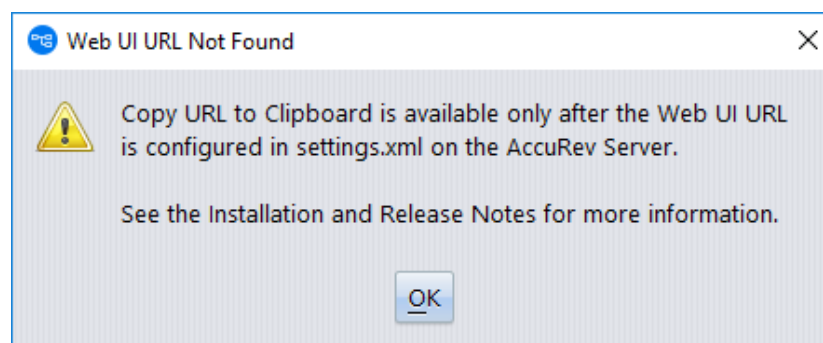 Web UI URL Not Found
Copy URL to Clipboard is available only after the Web UI URL
is configured in settings.xml on the AccuRev Server.
See the Installation and Release Notes for more information.
OK